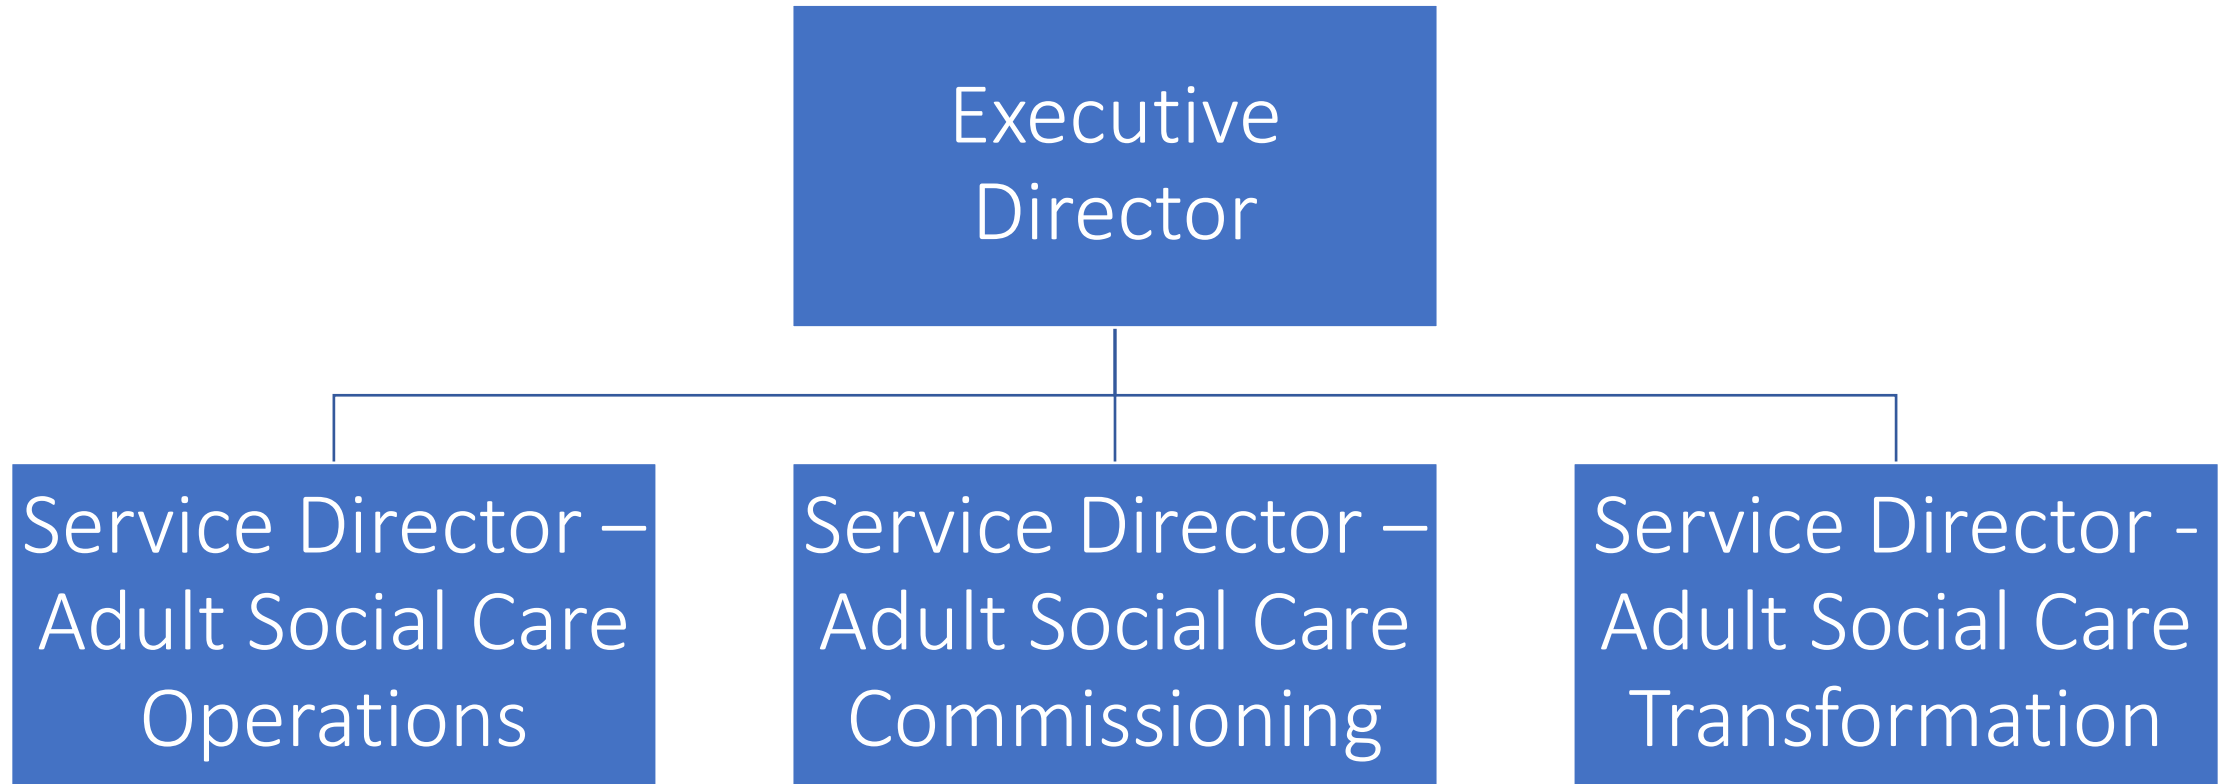 Executive
Director
Service Director –
Adult Social Care
Operations
Service Director –
Adult Social Care
Commissioning
Service Director -
Adult Social Care
Transformation